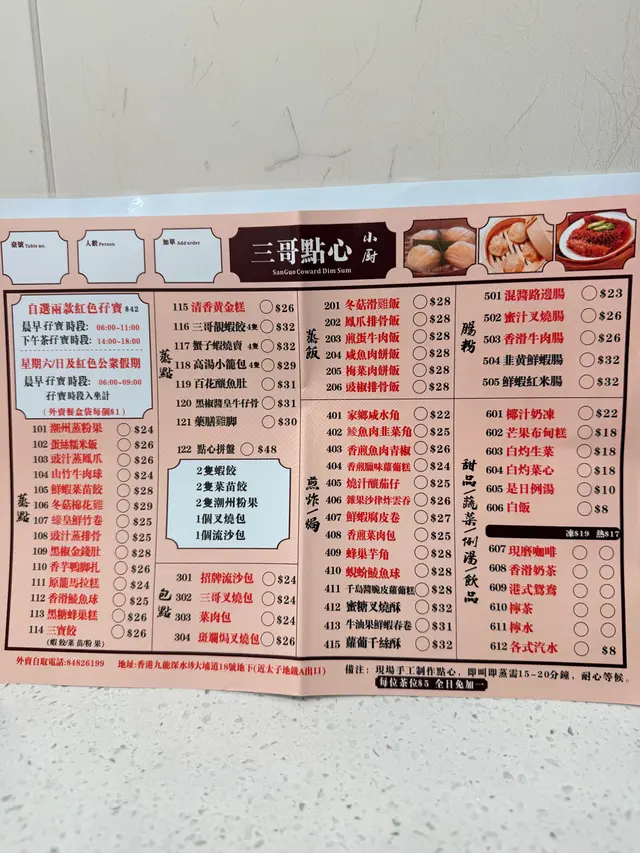 臺號 Table no.
人數 Person
加單 Add order
三哥點心 小厨
SanGun Coward Dim Sum
自選兩款紅色孖寶 $42
晨早孖寶時段: 06:00-11:00
下午茶孖寶時段: 14:00-18:00
星期六/日及紅色公衆假期
晨早孖寶時段: 06:00-09:00
孖寶時段入坐計
(外賣餐盒袋每個$1)
蒸點
101 潮州蒸粉果 $24
102 蛋絲糯米飯 $26
103 豉汁蒸鳳爪 $26
104 山竹牛肉球 $24
105 鮮蝦菜苗餃 $28
106 冬菇棉花雞 $29
107 蠔皇鮮竹卷 $25
108 豉汁蒸排骨 $25
109 黑椒金錢肚 $28
110 香芋鴨腳扎 $26
111 原籠馬拉糕 $24
112 香滑鯪魚球 $25
113 黑糖蜂巢糕 $26
114 三寶餃 $26
(蝦餃/菜苗/粉果)
蒸點
115 清香黄金糕 $26
116 三哥靚蝦餃 4隻 $32
117 蟹子蝦燒賣 4隻 $32
118 高湯小籠包 4隻 $29
119 百花釀魚肚 $31
120 黑椒醬皇牛仔骨 $31
121 藥膳雞脚 $30
122 點心拼盤 $48
2隻蝦餃
2隻菜苗餃
2隻潮州粉果
1個叉燒包
1個流沙包
包點
301 招牌流沙包 $24
302 三哥叉燒包 $24
303 菜肉包 $24
304 斑斕焗叉燒包 $26
蒸飯
201 冬菇滑雞飯 $28
202 鳳爪排骨飯 $28
203 煎蛋牛肉飯 $28
204 咸魚肉餅飯 $28
205 梅菜肉餅飯 $28
206 豉椒排骨飯 $28
煎/炸/焗
401 家鄉咸水角 $22
402 鯪魚肉韭菜角 $25
403 香煎魚肉青椒 $26
404 香煎臘味蘿蔔糕 $24
405 燒汁釀茄子 $25
406 雜果沙律炸雲吞 $26
407 鮮蝦腐皮卷 $27
408 香煎菜肉包 $25
409 蜂巢芋角 $28
410 蜆蚧鯪魚球 $28
411 千島醬脆皮蘿蔔糕 $28
412 蜜糖叉燒酥 $32
413 牛油果鮮蝦春卷 $31
415 蘿蔔千絲酥 $32
腸粉
501 混醬路邊腸 $23
502 蜜汁叉燒腸 $26
503 香滑牛肉腸 $26
504 韭黄鮮蝦腸 $32
505 鮮蝦紅米腸 $32
甜品/蔬菜/例湯/飲品
601 椰汁奶凍 $22
602 芒果布甸糕 $18
603 白灼生菜 $18
604 白灼菜心 $18
605 是日例湯 $10
606 白飯 $8
凍$19 熱$17
607 現磨咖啡
608 香滑奶茶
609 港式鴛鴦
610 檸茶
611 檸水
612 各式汽水 $8
外賣自取電話:84826199 地址:香港九龍深水埗大埔道18號地下(近太子地鐵A出口)
備注: 現場手工制作點心, 即叫即蒸需15-20分鐘, 耐心等候。
每位茶位$5 全日免加一